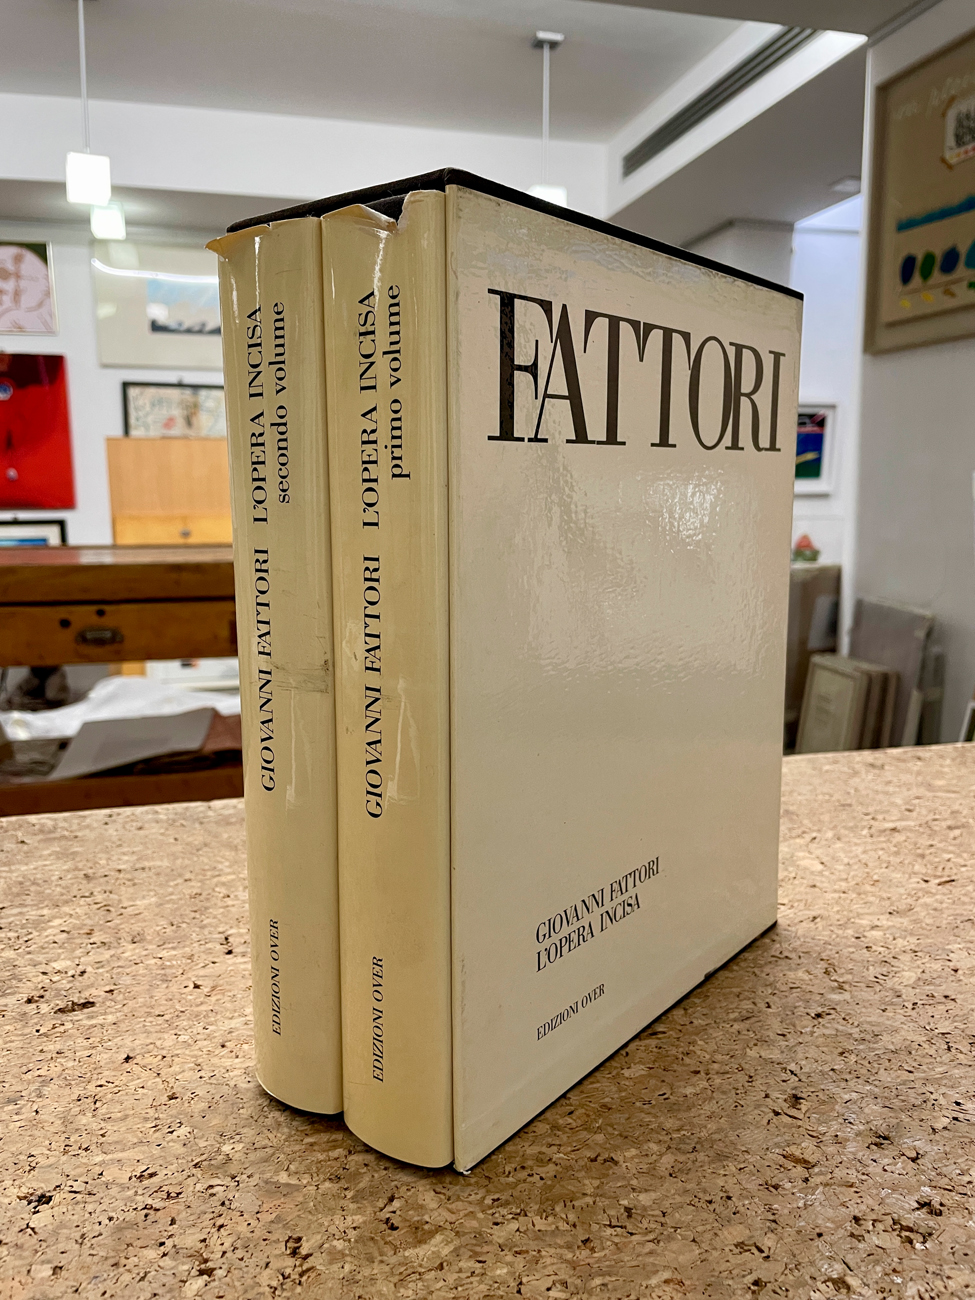 GIOVANNI FATTORI L'OPERA INCISA
secondo volume
EDIZIONI OVER
GIOVANNI FATTORI L'OPERA INCISA
primo volume
EDIZIONI OVER
FATTORI
GIOVANNI FATTORI
L'OPERA INCISA
EDIZIONI OVER